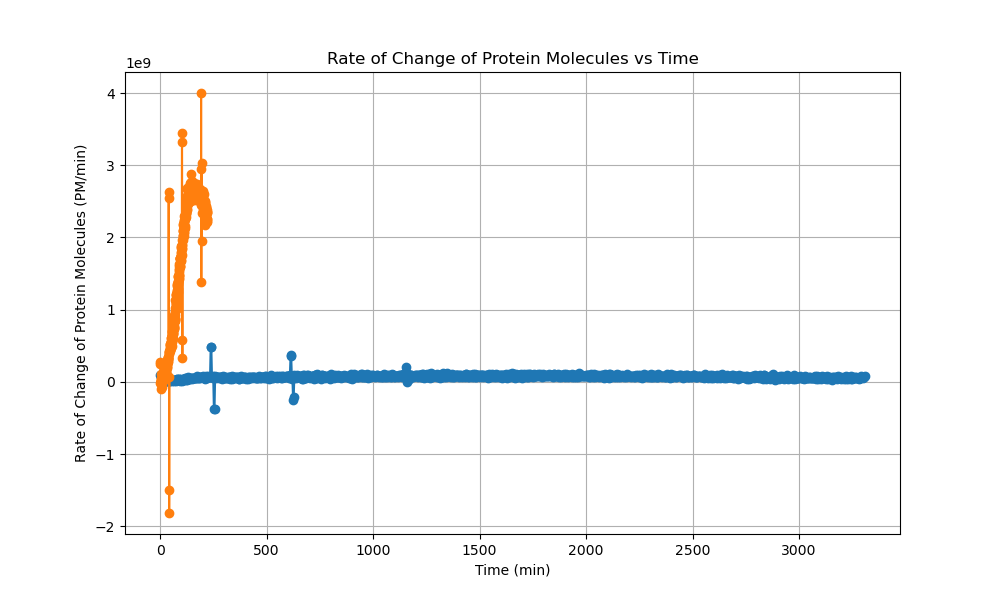 Rate of Change of Protein Molecules vs Time
1e9
4
3
2
1
0
−1
−2
Rate of Change of Protein Molecules (PM/min)
0 500 1000 1500 2000 2500 3000
Time (min)